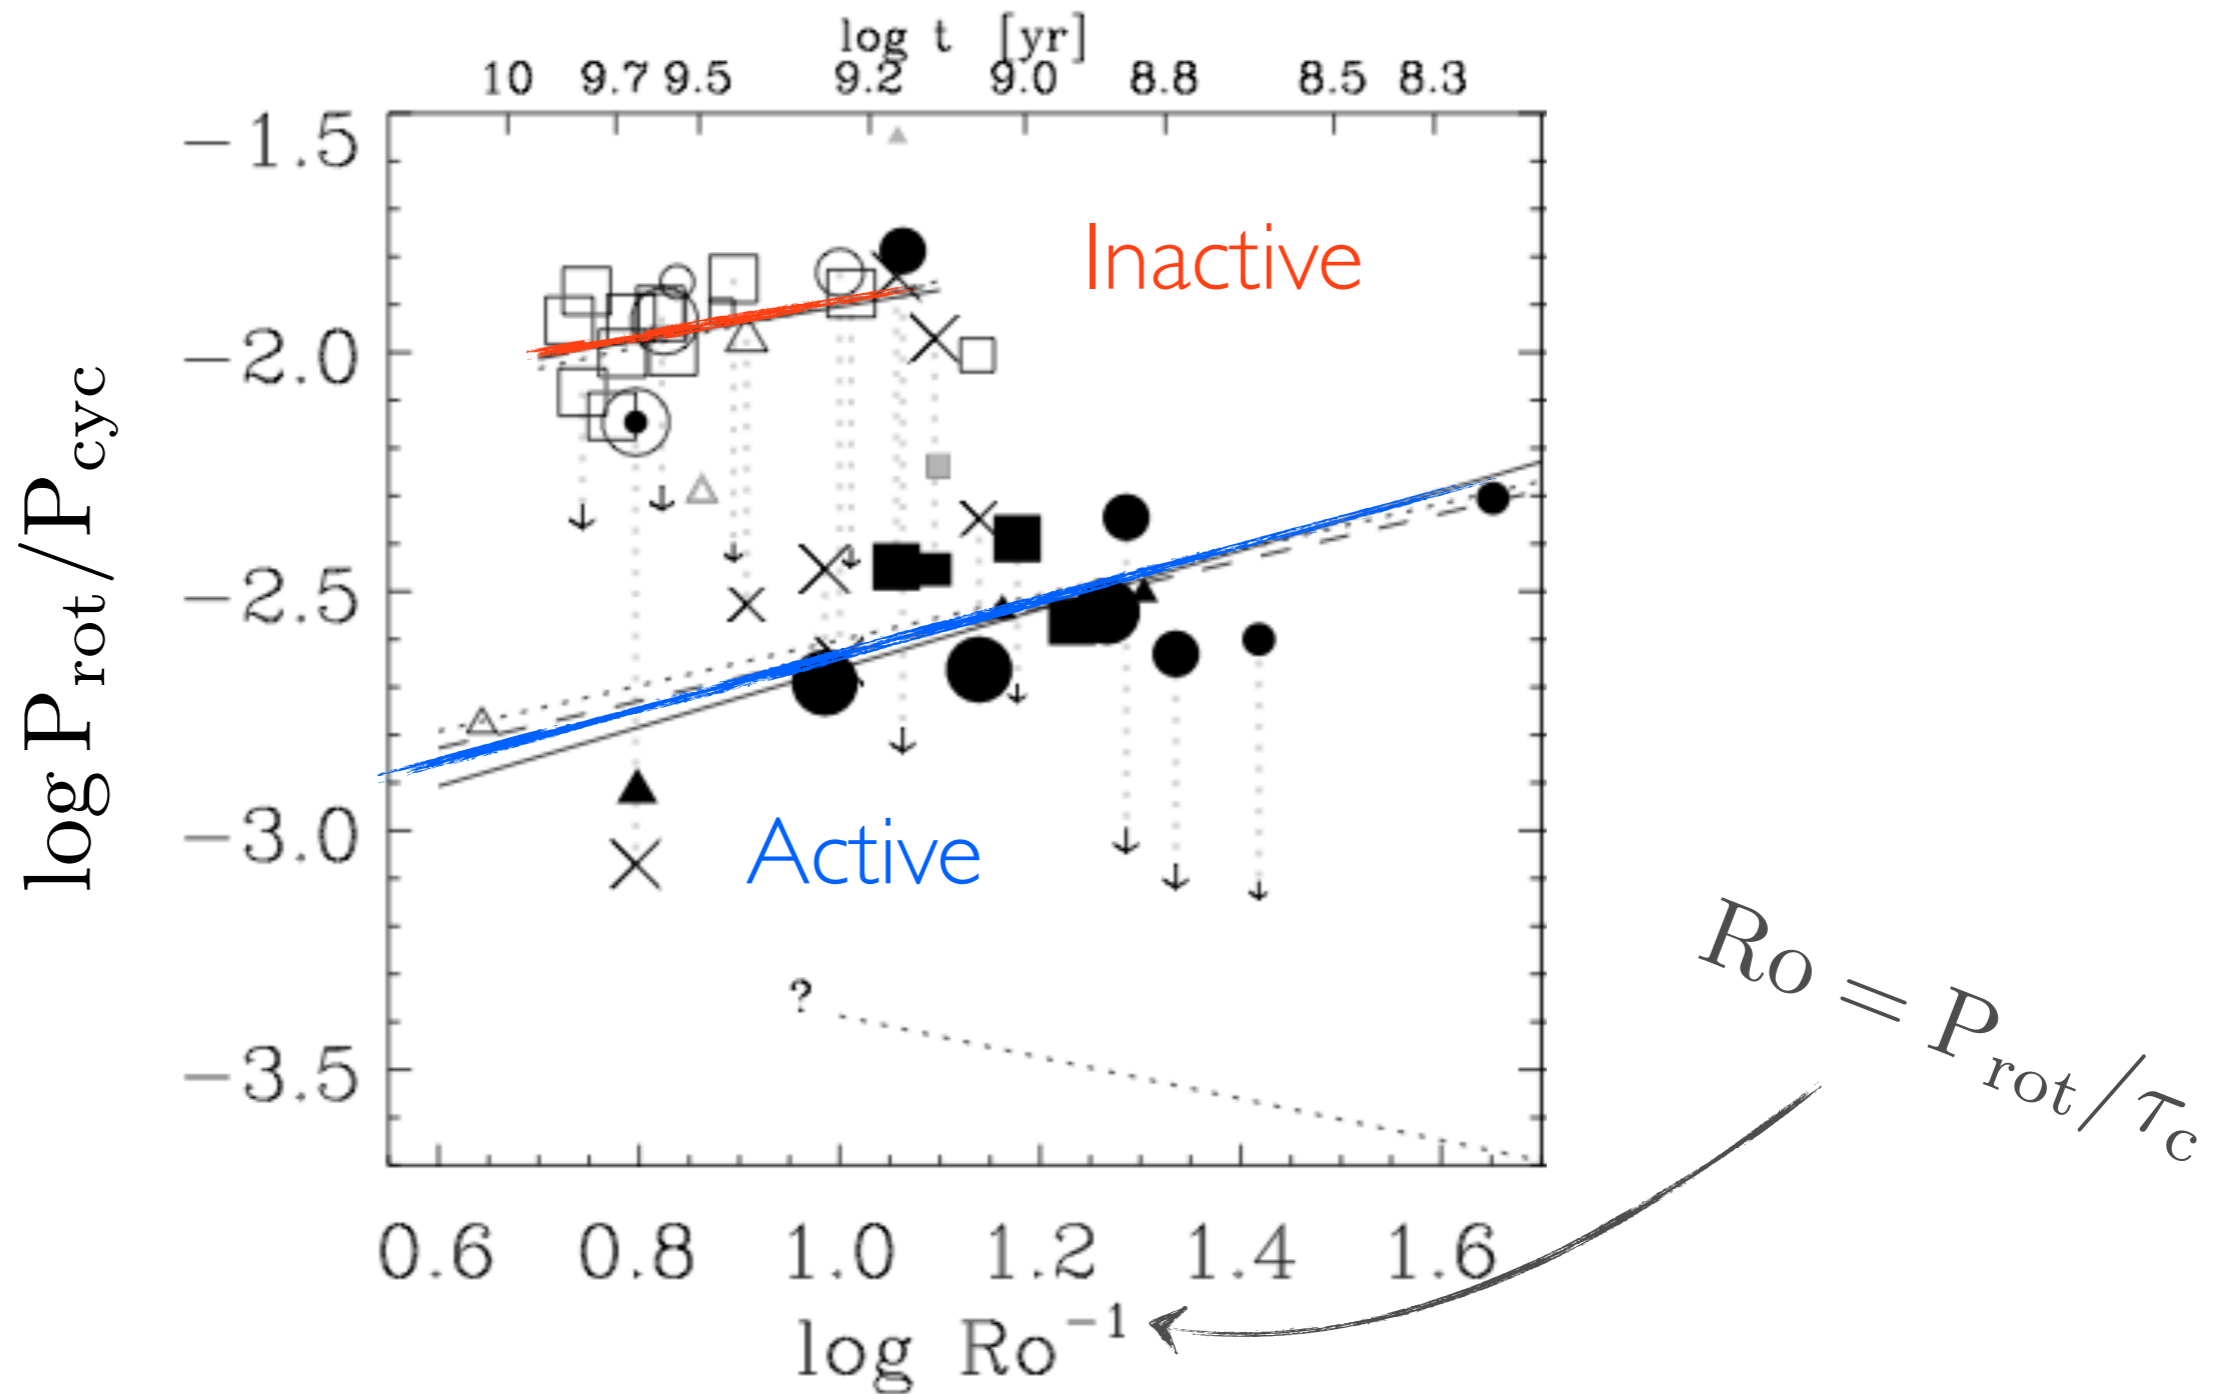 log t [yr]
10 9.7 9.5 9.2 9.0 8.8 8.5 8.3
−1.5
Inactive
−2.0
log P_rot/P_cyc
−2.5
−3.0
Active
?
−3.5
Ro = P_rot/τ_c
0.6 0.8 1.0 1.2 1.4 1.6
log Ro⁻¹